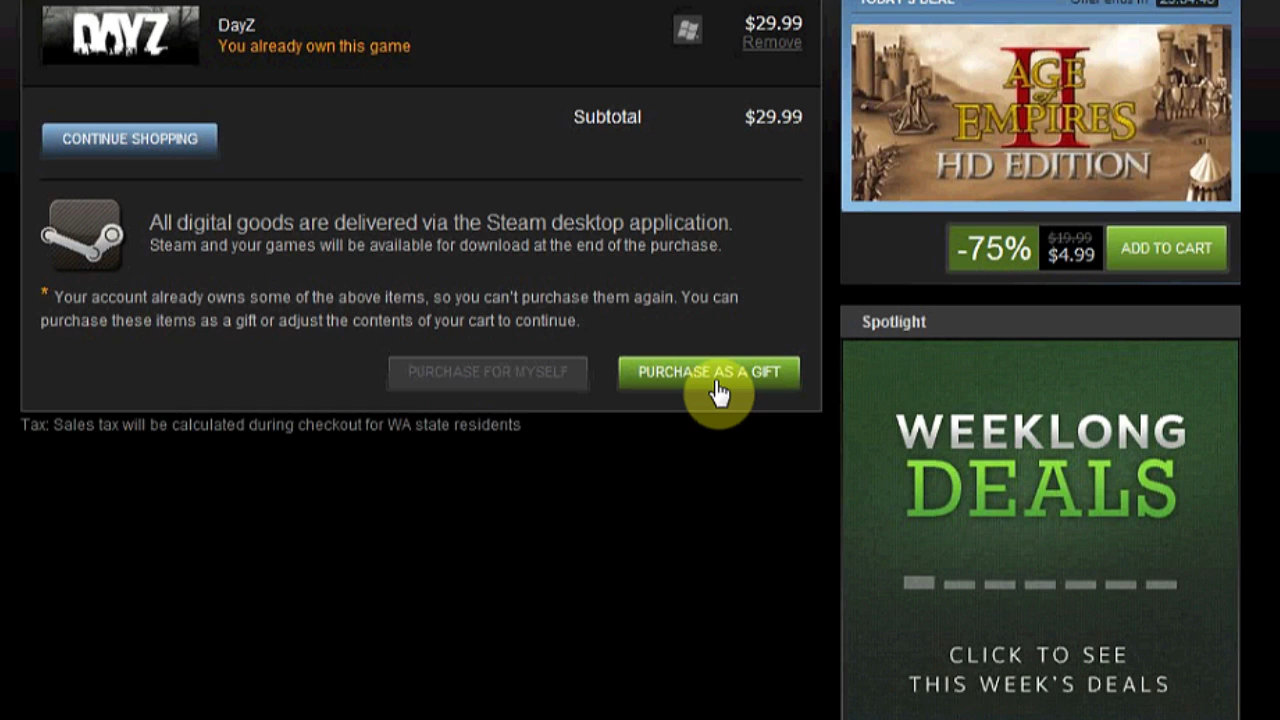 DAYZ
DayZ
$29.99
You already own this game
Remove
Subtotal
$29.99
CONTINUE SHOPPING
All digital goods are delivered via the Steam desktop application.
Steam and your games will be available for download at the end of the purchase.
* Your account already owns some of the above items, so you can't purchase them again. You can
purchase these items as a gift or adjust the contents of your cart to continue.
PURCHASE FOR MYSELF
PURCHASE AS A GIFT
Tax: Sales tax will be calculated during checkout for WA state residents
TODAY'S DEAL
Offer ends in
AGE
of
EMPIRES
II
HD EDITION
-75%
$19.99
$4.99
ADD TO CART
Spotlight
WEEKLONG
DEALS
CLICK TO SEE
THIS WEEK'S DEALS